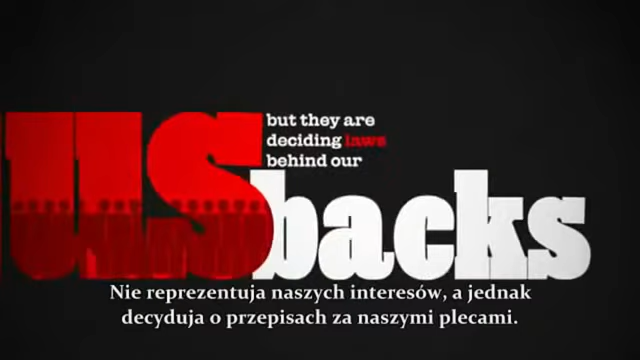 us
but they are
deciding laws
behind our
backs
Nie reprezentuja naszych interesów, a jednak
decyduja o przepisach za naszymi plecami.